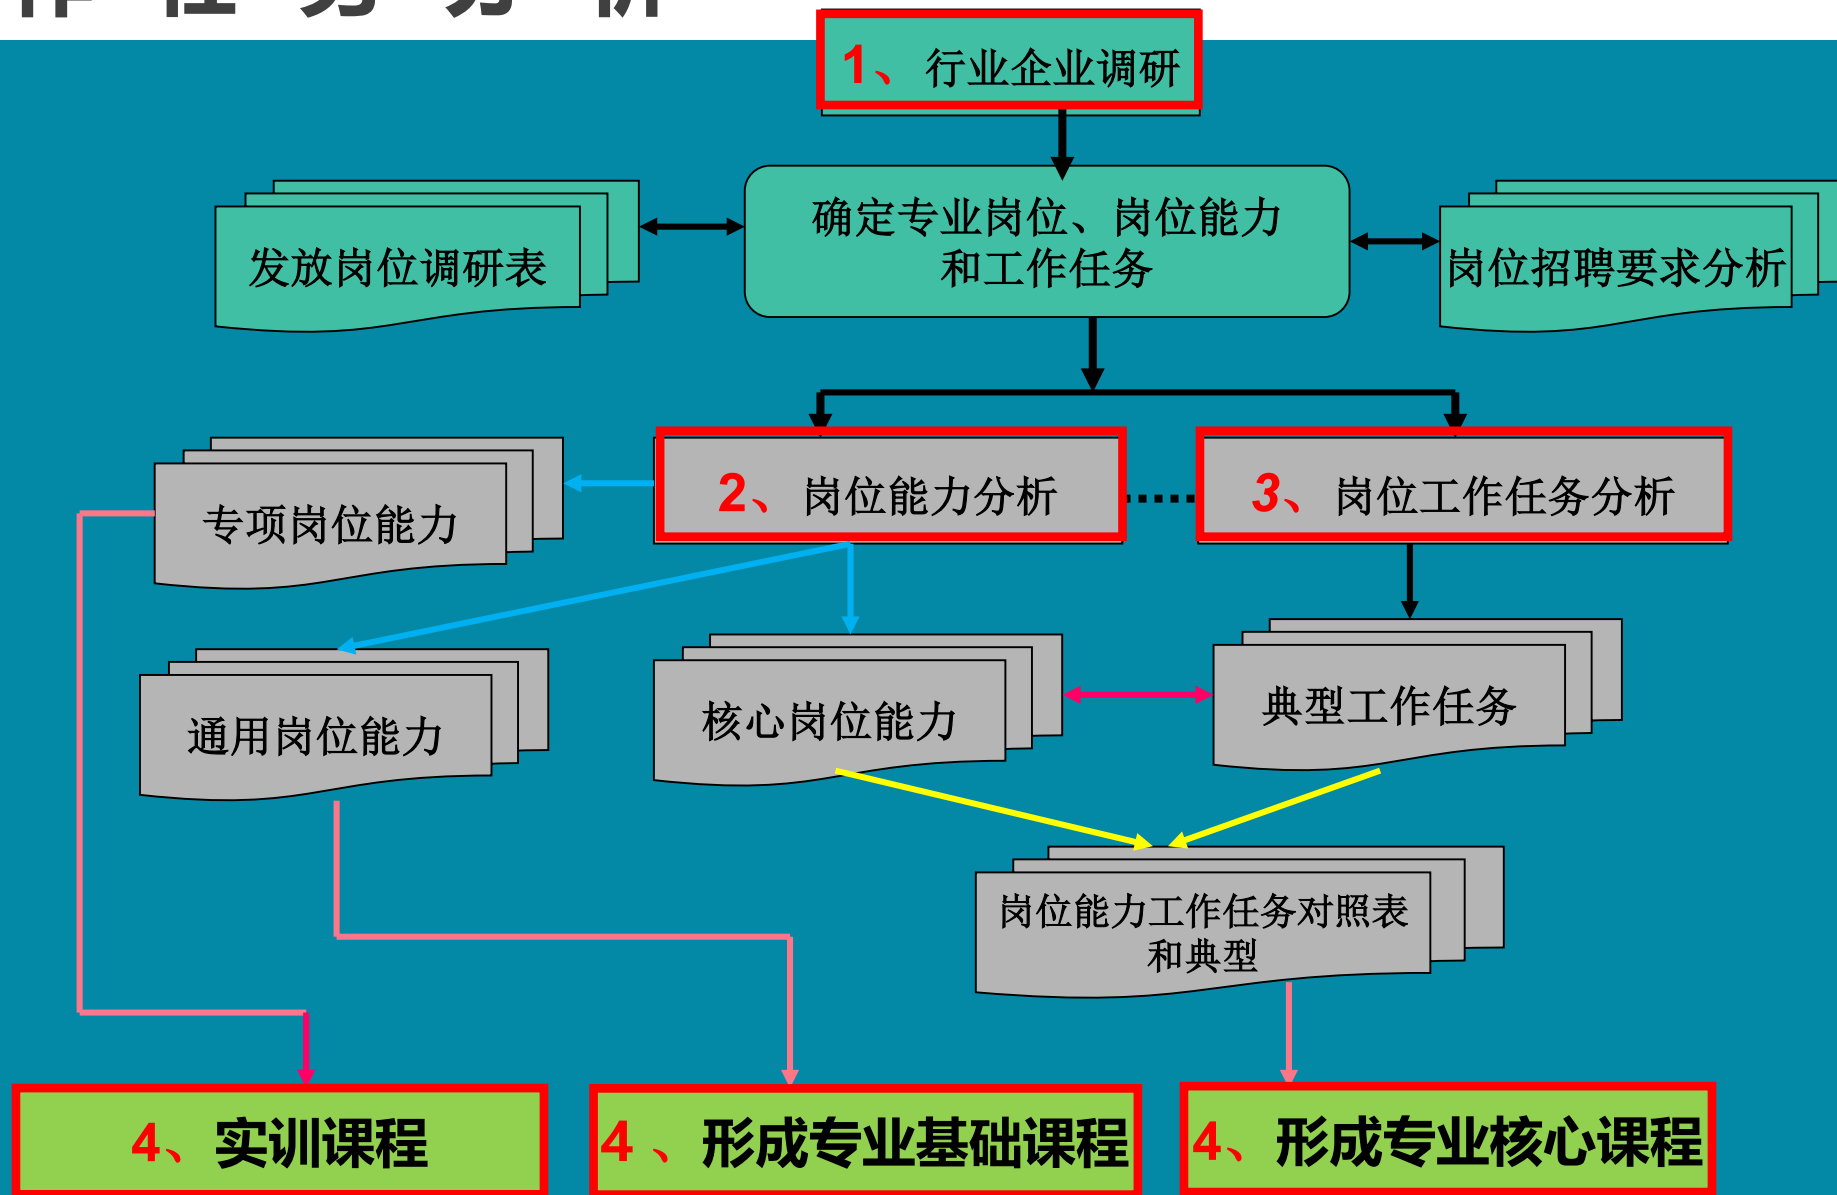 作 任 务 分 析
1、行业企业调研
确定专业岗位、岗位能力
和工作任务
发放岗位调研表
岗位招聘要求分析
2、岗位能力分析
3、岗位工作任务分析
专项岗位能力
通用岗位能力
核心岗位能力
典型工作任务
岗位能力工作任务对照表
和典型
4、实训课程
4 、形成专业基础课程
4、形成专业核心课程